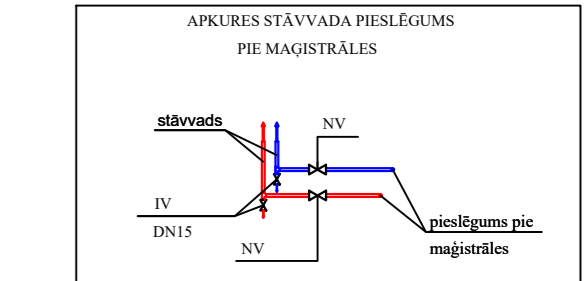 APKURES STĀVVADA PIESLĒGUMS
PIE MAĢISTRĀLES
stāvvads
NV
IV
DN15
NV
pieslēgums pie
maģistrāles